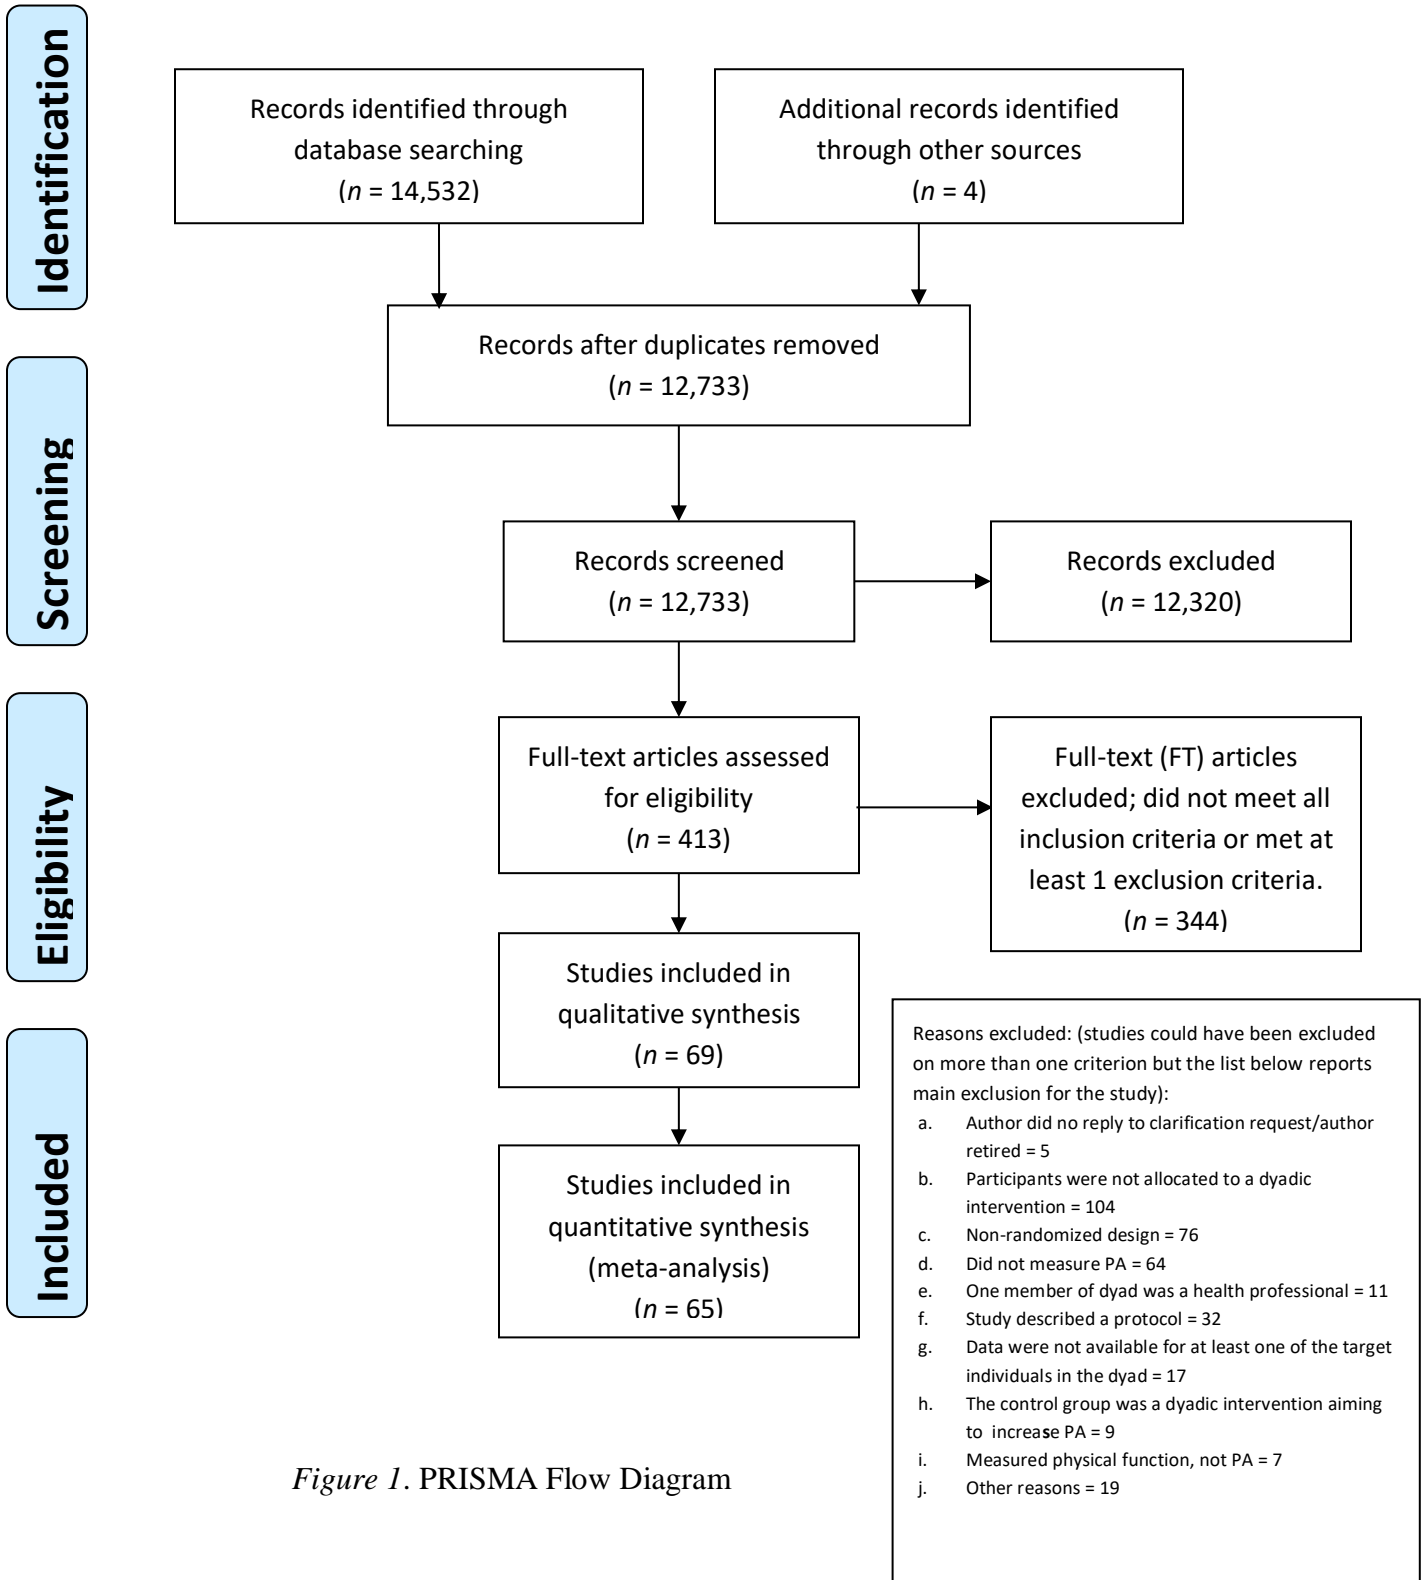 Identification
Records identified through
database searching
(n = 14,532)
Additional records identified
through other sources
(n = 4)
Records after duplicates removed
(n = 12,733)
Screening
Records screened
(n = 12,733)
Records excluded
(n = 12,320)
Eligibility
Full-text articles assessed
for eligibility
(n = 413)
Full-text (FT) articles
excluded; did not meet all
inclusion criteria or met at
least 1 exclusion criteria.
(n = 344)
Studies included in
qualitative synthesis
(n = 69)
Included
Studies included in
quantitative synthesis
(meta-analysis)
(n = 65)
Reasons excluded: (studies could have been excluded
on more than one criterion but the list below reports
main exclusion for the study):
a. Author did no reply to clarification request/author
retired = 5
b. Participants were not allocated to a dyadic
intervention = 104
c. Non-randomized design = 76
d. Did not measure PA = 64
e. One member of dyad was a health professional = 11
f. Study described a protocol = 32
g. Data were not available for at least one of the target
individuals in the dyad = 17
h. The control group was a dyadic intervention aiming
to increase PA = 9
i. Measured physical function, not PA = 7
j. Other reasons = 19
Figure 1. PRISMA Flow Diagram